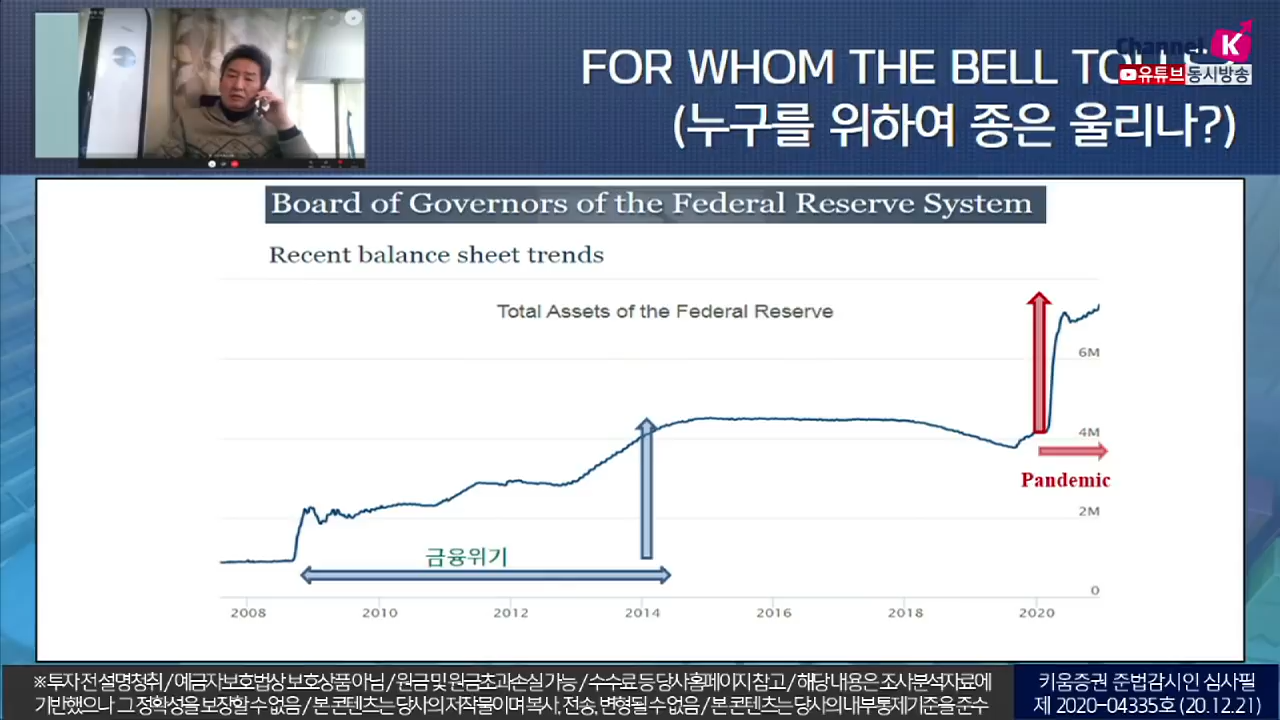 FOR WHOM THE BELL TOLLS
Channel K
유튜브 동시방송
(누구를 위하여 종은 울리나?)
Board of Governors of the Federal Reserve System
Recent balance sheet trends
Total Assets of the Federal Reserve
6M
4M
Pandemic
2M
금융위기
0
2008 2010 2012 2014 2016 2018 2020
※ 투자 전 설명청취 / 예금자보호법상 보호상품 아님 / 원금 및 원금초과손실 가능 / 수수료 등 당사홈페이지 참고 / 해당 내용은 조사분석자료에
기반했으나 그 정확성을 보장할 수 없음 / 본 콘텐츠는 당사의 저작물이며 복사, 전송, 변형될 수 없음 / 본 콘텐츠는 당사의 내부통제기준을 준수
키움증권 준법감시인 심사필
제 2020-04335호 (20.12.21)